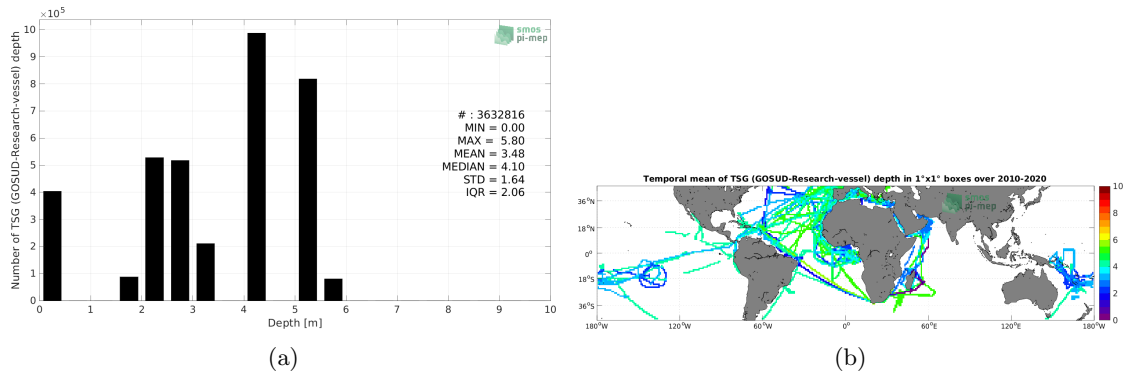 ×10⁵
10
9
8
7
6
5
4
3
2
1
0
Number of TSG (GOSUD-Research-vessel) depth
smos
pi-mep
# : 3632816
MIN = 0.00
MAX = 5.80
MEAN = 3.48
MEDIAN = 4.10
STD = 1.64
IQR = 2.06
0 1 2 3 4 5 6 7 8 9 10
Depth [m]
(a)
Temporal mean of TSG (GOSUD-Research-vessel) depth in 1°x1° boxes over 2010-2020
smos
pi-mep
36°N
18°N
0°
18°S
36°S
180°W 120°W 60°W 0° 60°E 120°E 180°E
10
8
6
4
2
0
(b)